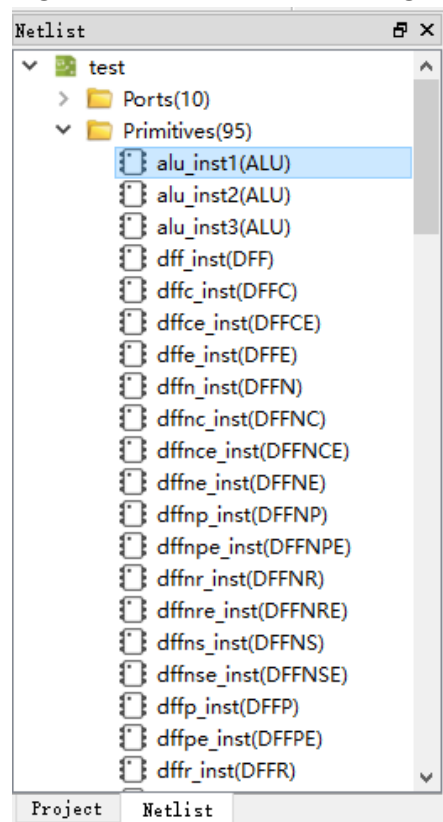 Netlist
test
Ports(10)
Primitives(95)
alu_inst1(ALU)
alu_inst2(ALU)
alu_inst3(ALU)
dff_inst(DFF)
dffc_inst(DFFC)
dffce_inst(DFFCE)
dffe_inst(DFFE)
dffn_inst(DFFN)
dffnc_inst(DFFNC)
dffnce_inst(DFFNCE)
dffne_inst(DFFNE)
dffnp_inst(DFFNP)
dffnpe_inst(DFFNPE)
dffnr_inst(DFFNR)
dffnre_inst(DFFNRE)
dffns_inst(DFFNS)
dffnse_inst(DFFNSE)
dffp_inst(DFFP)
dffpe_inst(DFFPE)
dffr_inst(DFFR)
Project Netlist